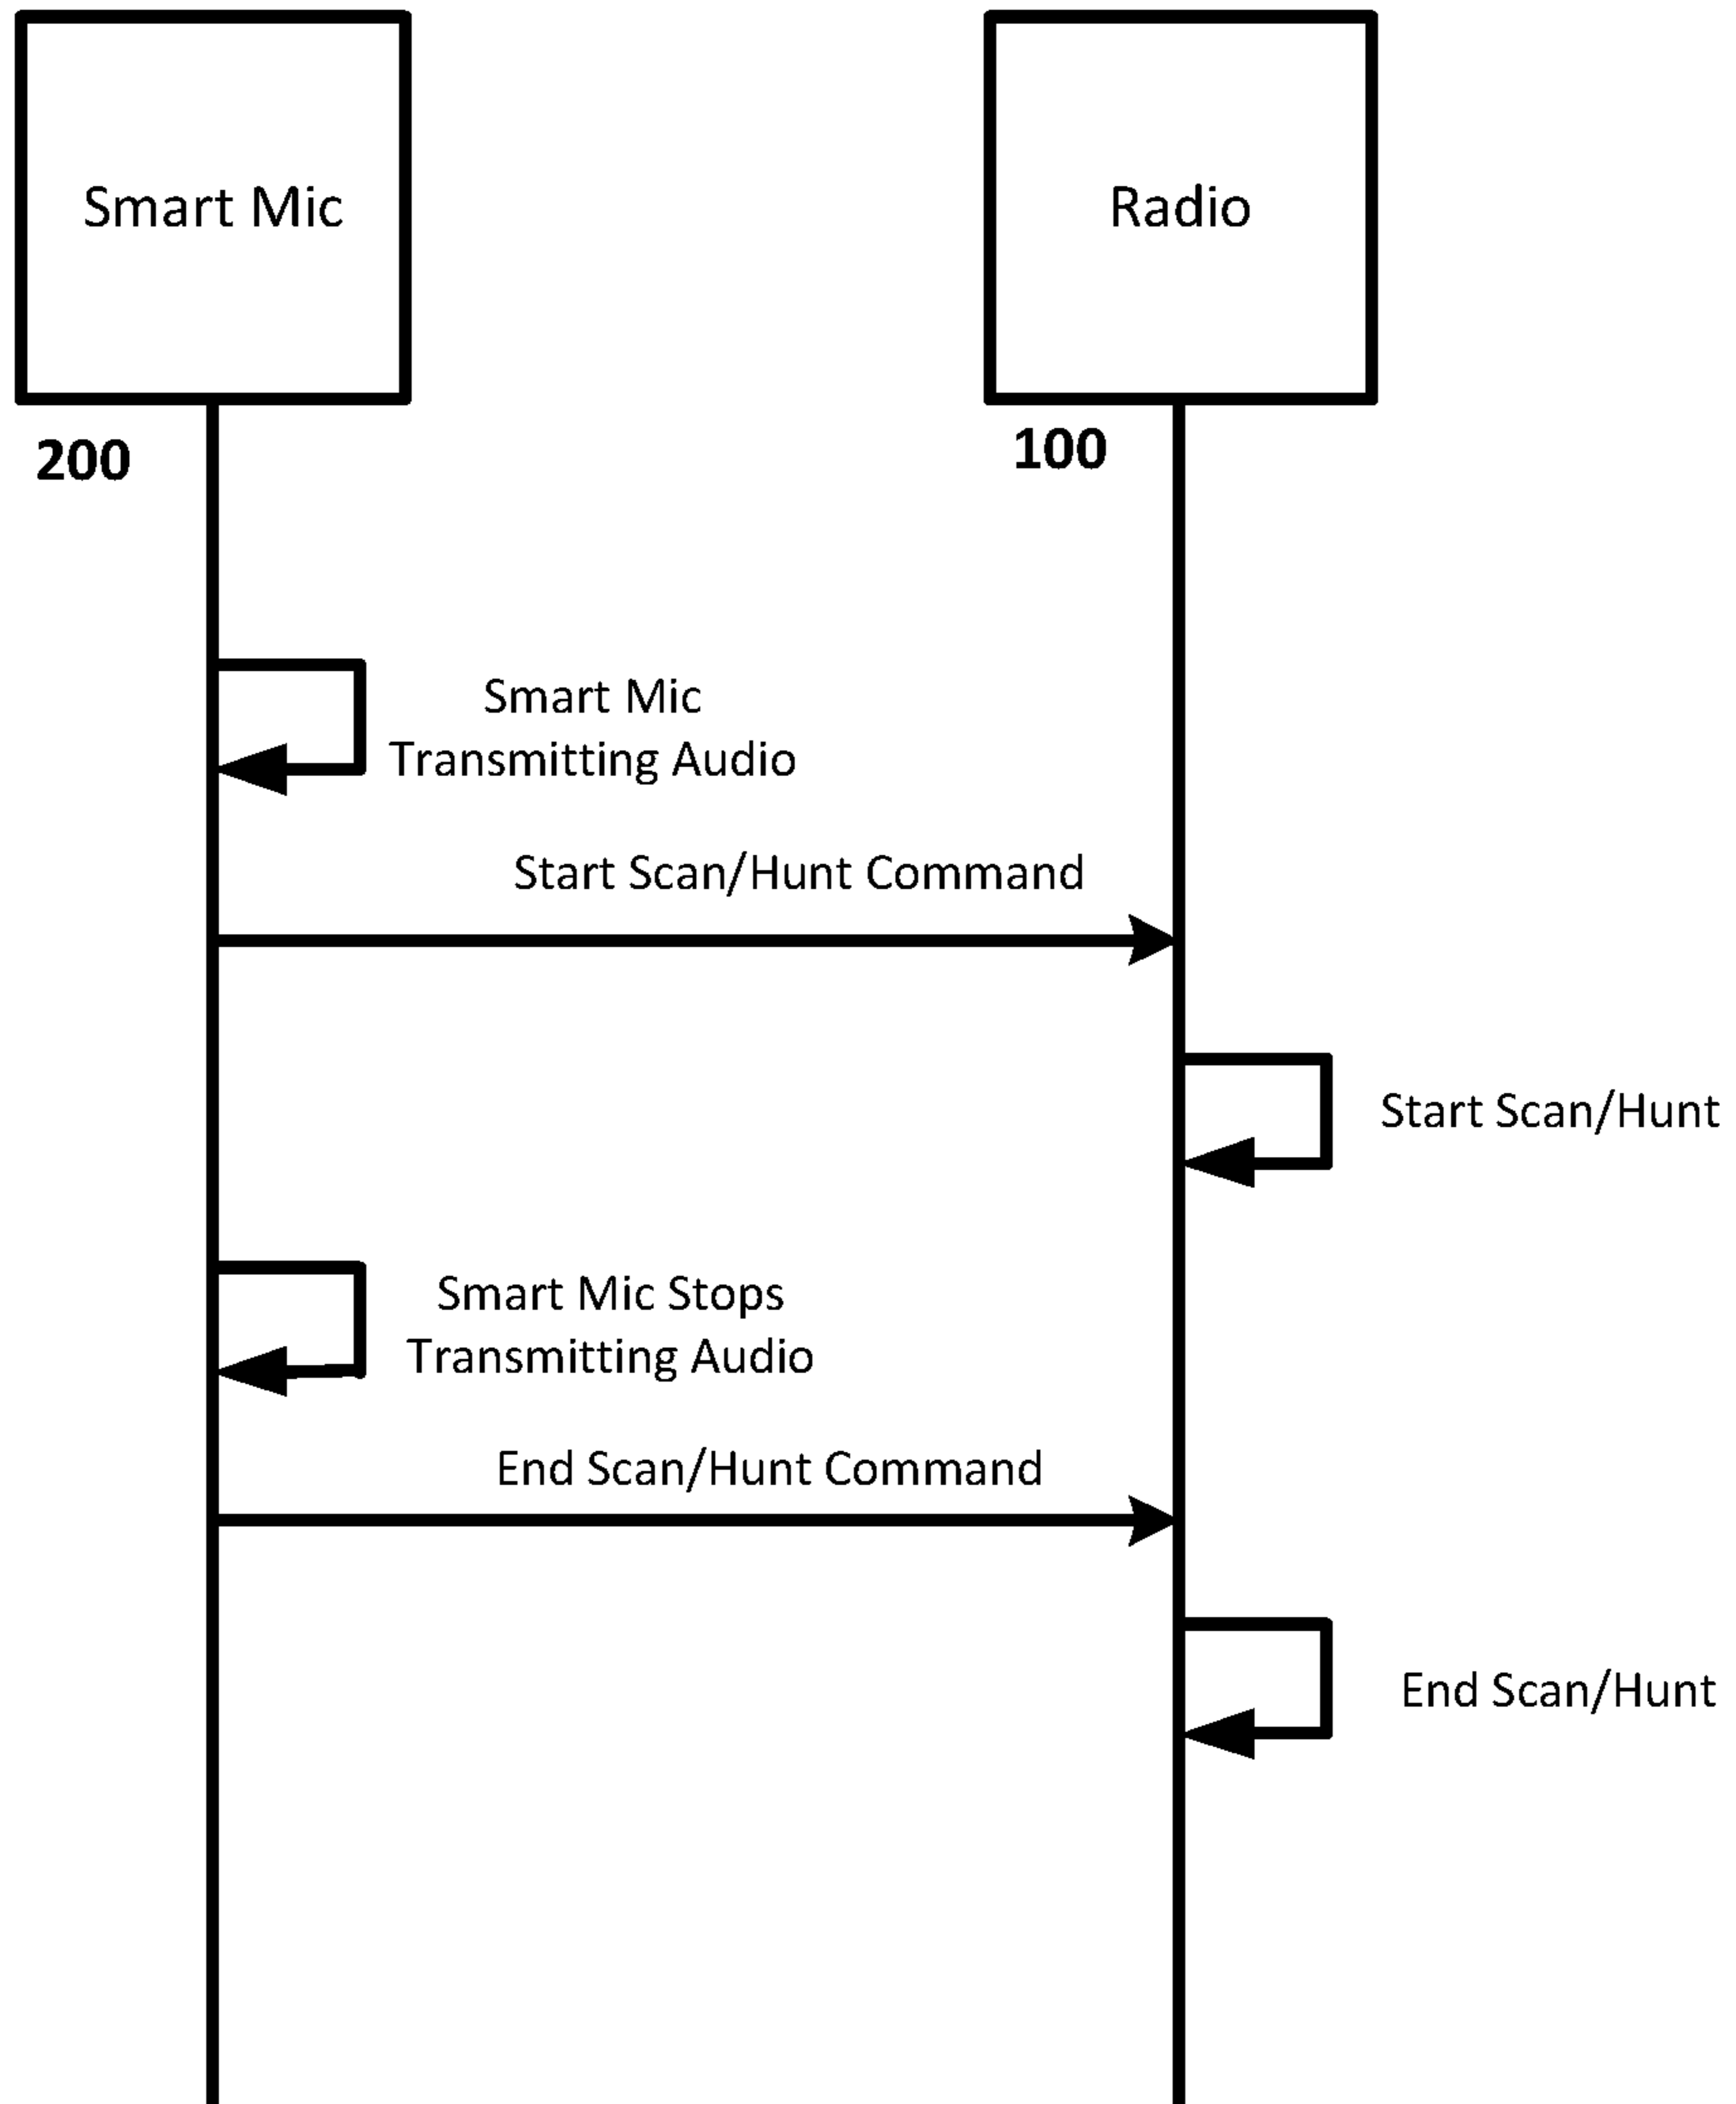 Smart Mic
Radio
200
100
Smart Mic
Transmitting Audio
Start Scan/Hunt Command
Start Scan/Hunt
Smart Mic Stops
Transmitting Audio
End Scan/Hunt Command
End Scan/Hunt